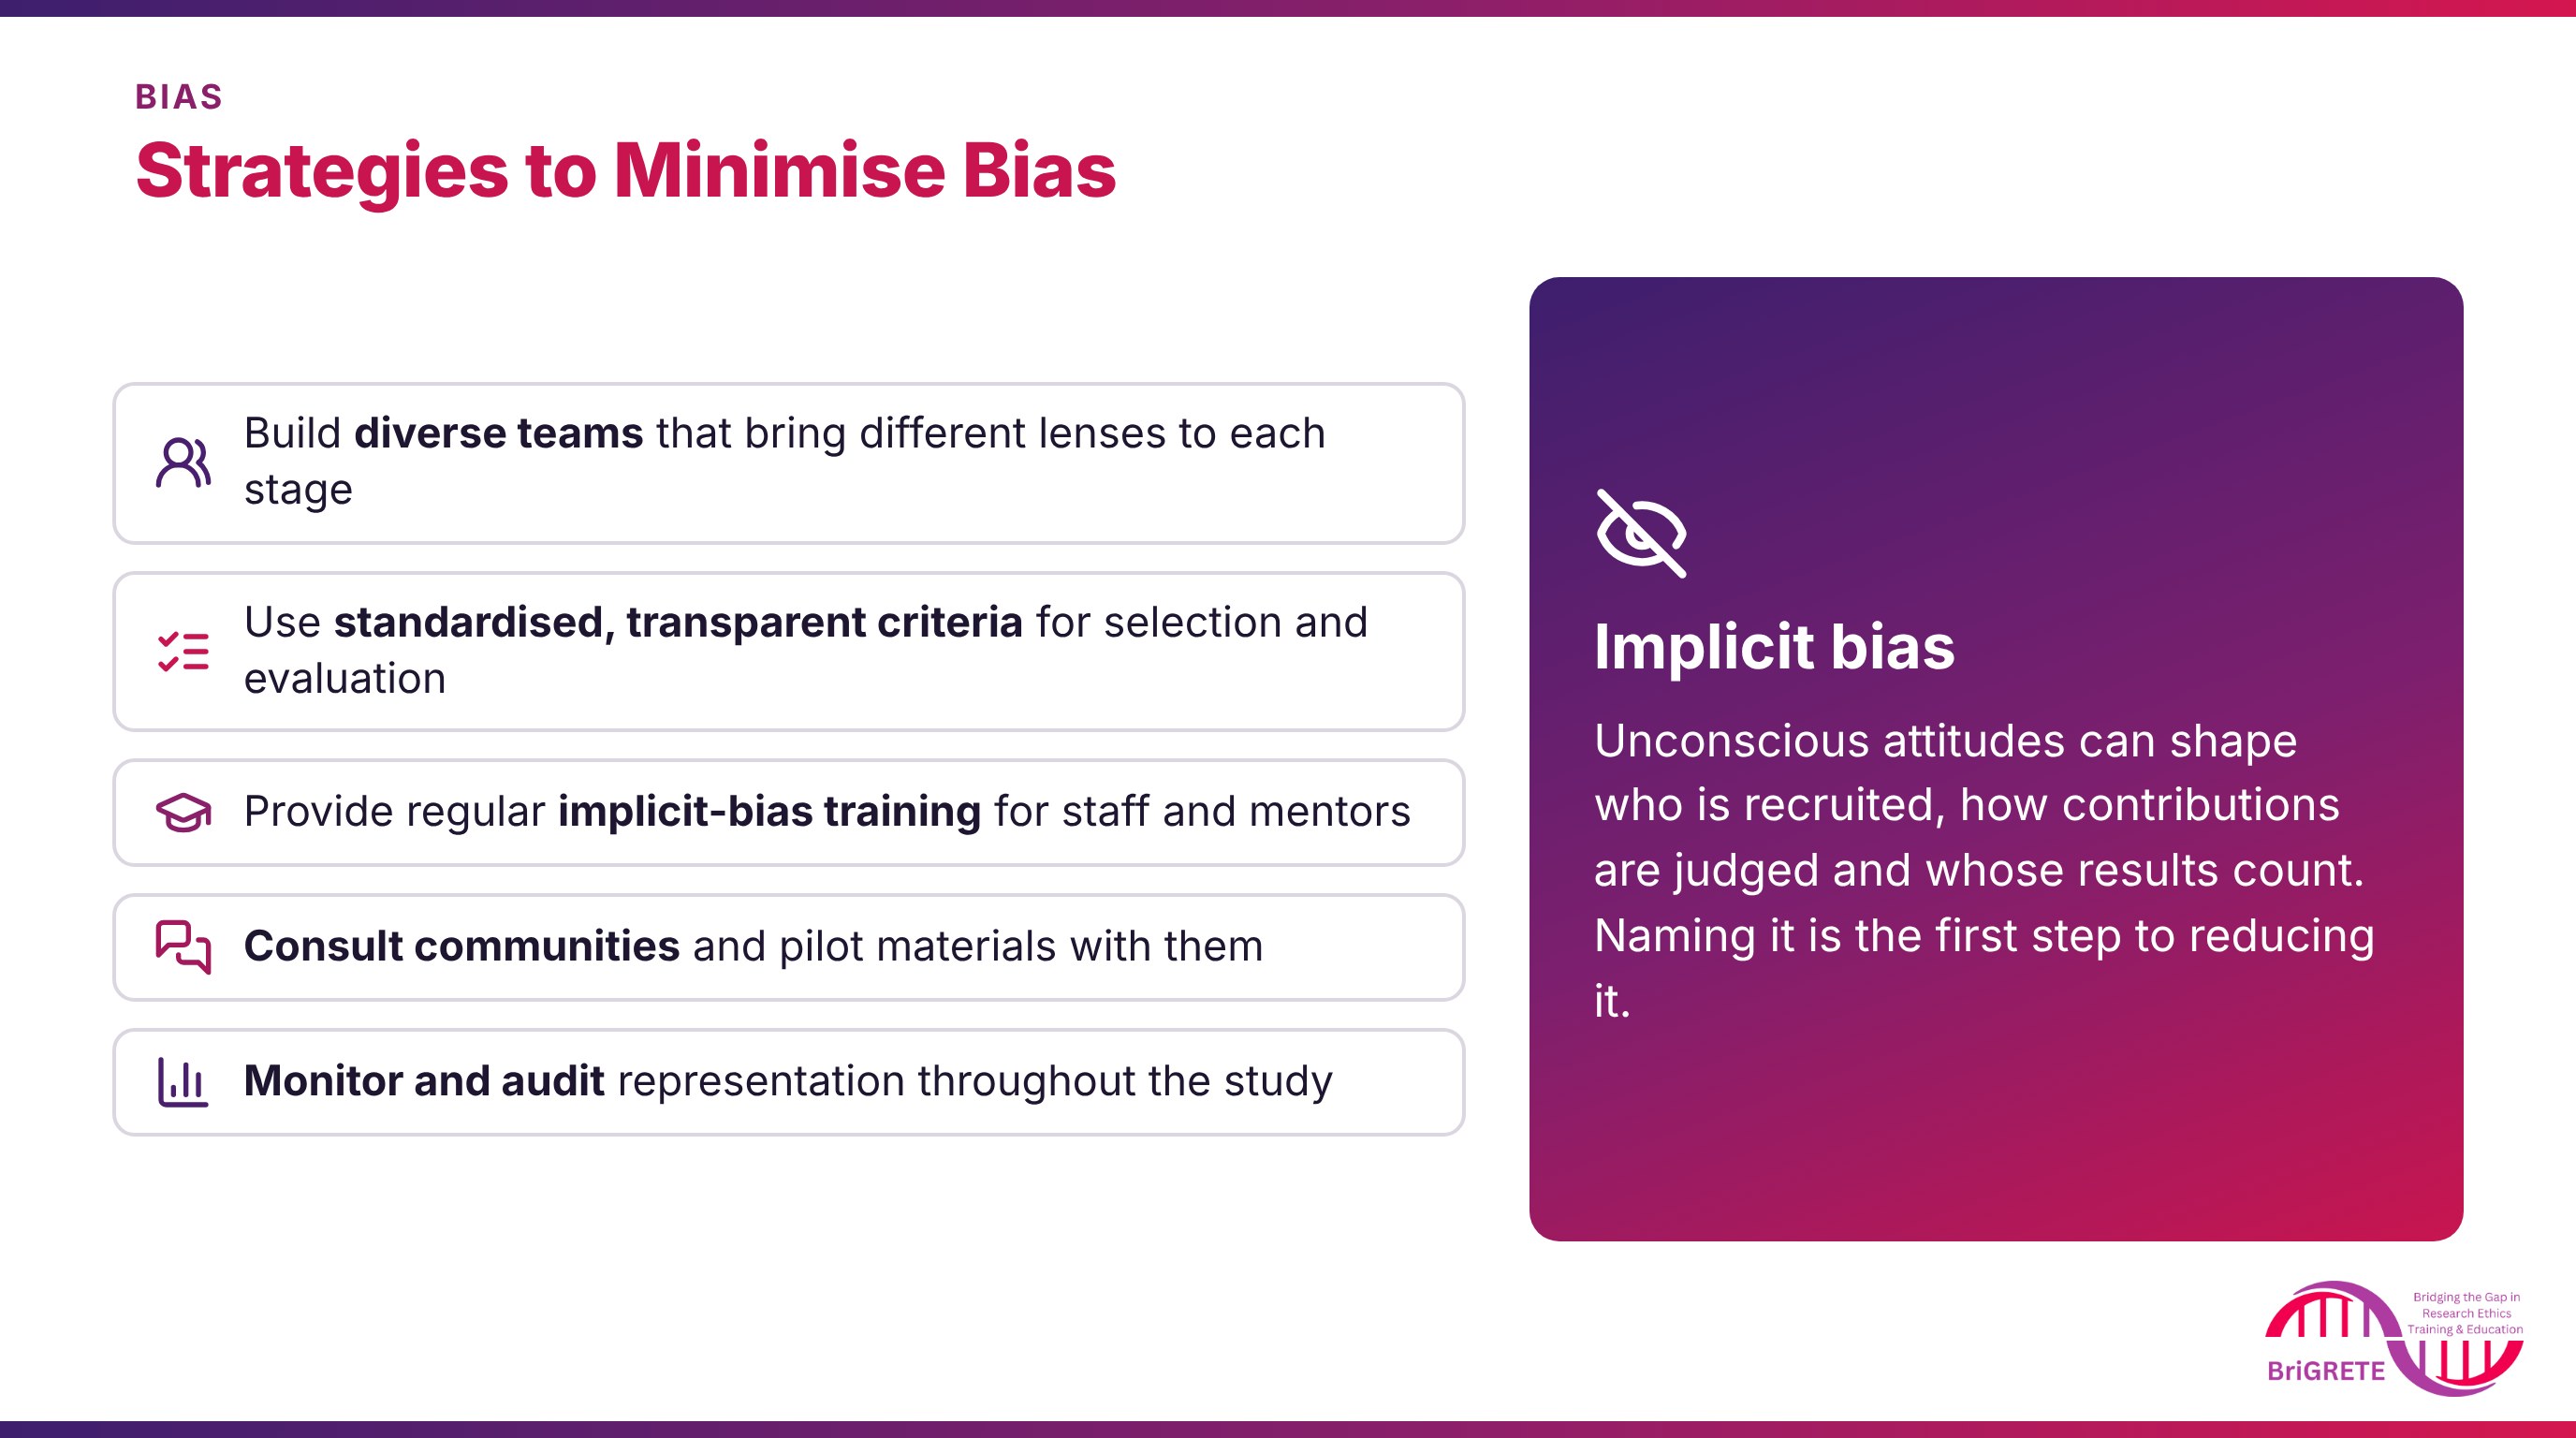 BIAS
Strategies to Minimise Bias
Build diverse teams that bring different lenses to each
stage
Use standardised, transparent criteria for selection and
evaluation
Provide regular implicit-bias training for staff and mentors
Consult communities and pilot materials with them
Monitor and audit representation throughout the study
Implicit bias
Unconscious attitudes can shape
who is recruited, how contributions
are judged and whose results count.
Naming it is the first step to reducing
it.
Bridging the Gap in
Research Ethics
Training & Education
BriGRETE